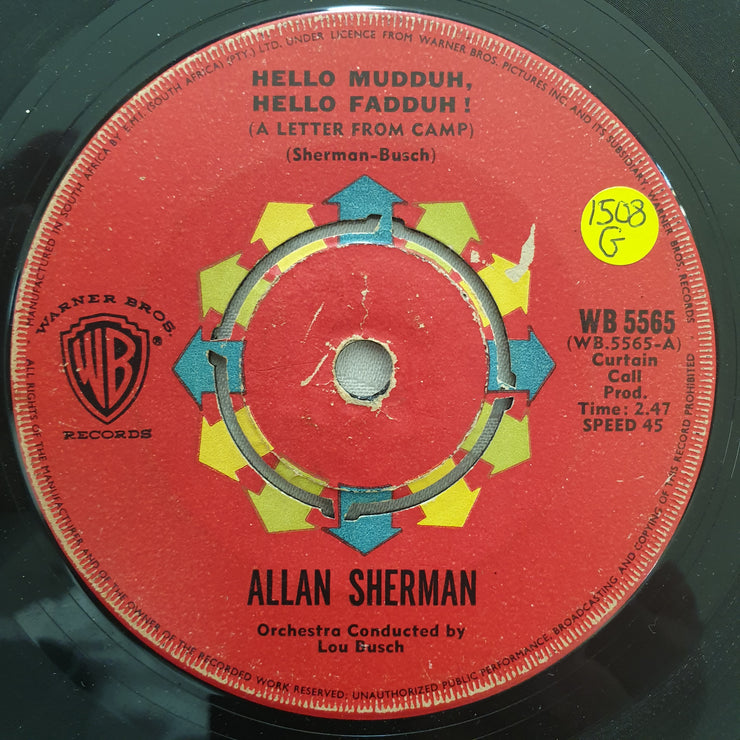 MANUFACTURED IN SOUTH AFRICA BY E.M.I. (SOUTH AFRICA) (PTY.) LTD. UNDER LICENCE FROM WARNER BROS. PICTURES INC AND ITS SUBSIDIARY WARNER BROS. RECORDS
HELLO MUDDUH,
HELLO FADDUH!
(A LETTER FROM CAMP)
(Sherman-Busch)
1508
G
WARNER BROS.
WB
®
RECORDS
WB 5565
(WB.5565-A)
Curtain
Call
Prod.
Time: 2.47
SPEED 45
ALLAN SHERMAN
Orchestra Conducted by
Lou Busch
ALL RIGHTS OF THE MANUFACTURER AND OF THE OWNER OF THE RECORDED WORK RESERVED; UNAUTHORIZED PUBLIC PERFORMANCE, BROADCASTING AND COPYING OF THIS RECORD PROHIBITED.